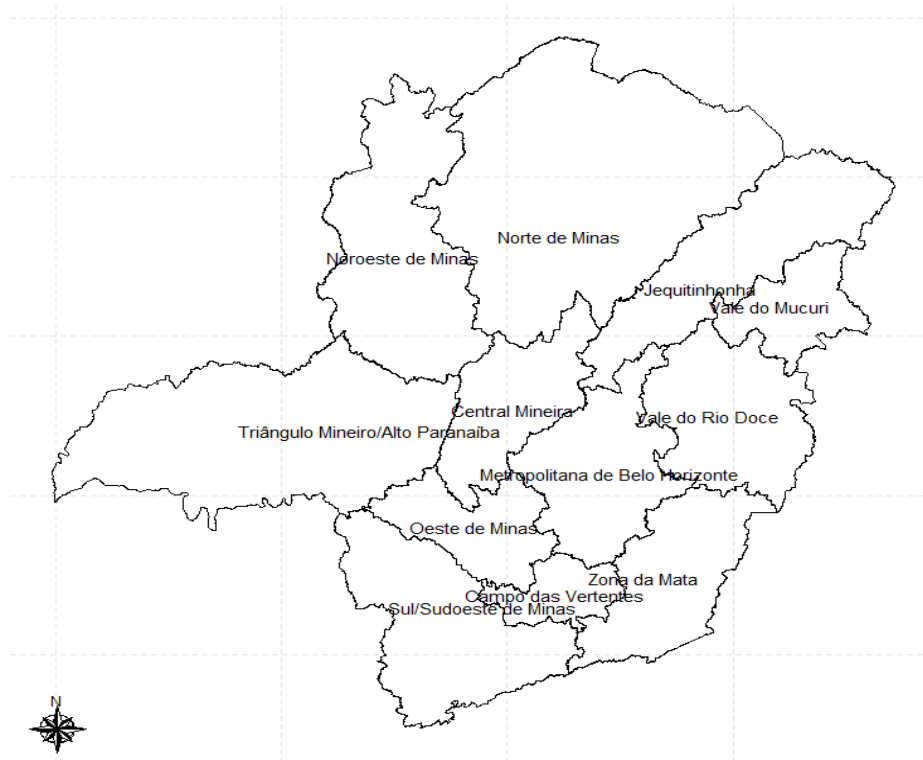 Norte de Minas
Noroeste de Minas
Jequitinhonha
Vale do Mucuri
Central Mineira
Vale do Rio Doce
Triângulo Mineiro/Alto Paranaíba
Metropolitana de Belo Horizonte
Oeste de Minas
Zona da Mata
Campo das Vertentes
Sul/Sudoeste de Minas
N